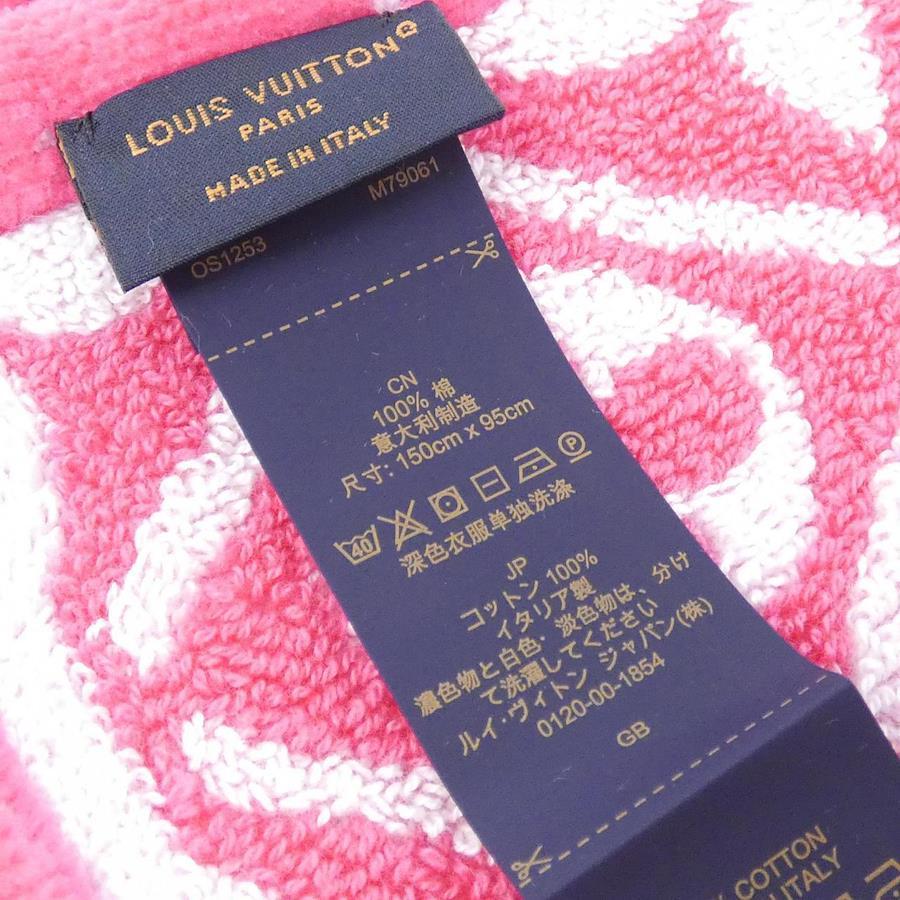 LOUIS VUITTON®
PARIS
MADE IN ITALY
OS1253
M79061
CN
100% 棉
意大利制造
尺寸: 150cm x 95cm
40
P
深色衣服单独洗涤
JP
コットン 100%
イタリア製
濃色物と白色・淡色物は、分け
て洗濯してください
ルイ・ヴィトン ジャパン(株)
0120-00-1854
GB
COTTON
ITALY